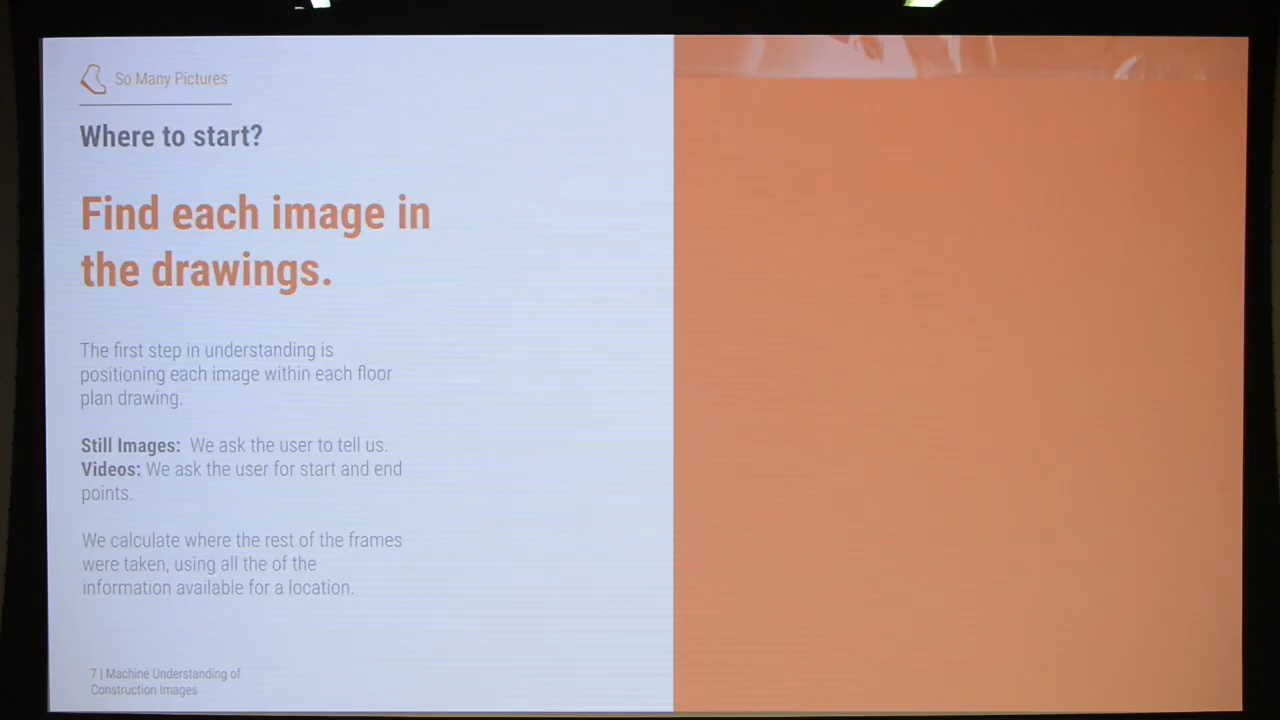 So Many Pictures
Where to start?
Find each image in
the drawings.
The first step in understanding is
positioning each image within each floor
plan drawing.
Still Images: We ask the user to tell us.
Videos: We ask the user for start and end
points.
We calculate where the rest of the frames
were taken, using all the of the
information available for a location.
7 | Machine Understanding of
Construction Images